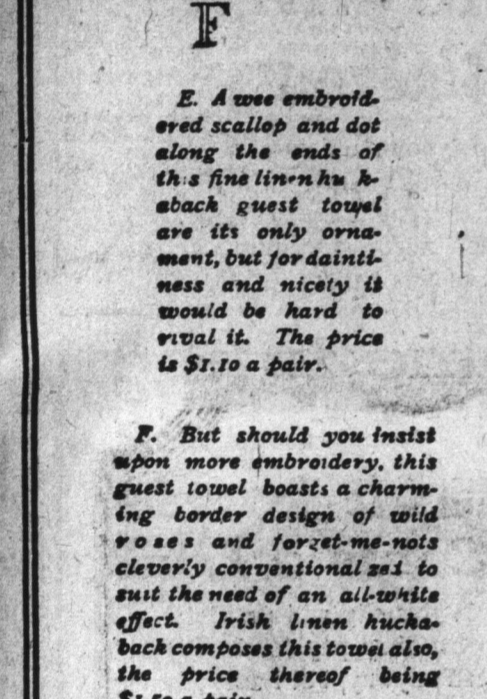 F
E. A wee embroid-
ered scallop and dot
along the ends of
this fine linen hu k-
aback guest towel
are its only orna-
ment, but for dainti-
ness and nicety it
would be hard to
rival it. The price
is $1.10 a pair.
F. But should you insist
upon more embroidery, this
guest towel boasts a charm-
ing border design of wild
roses and forget-me-nots
cleverly conventionalized to
suit the need of an all-white
effect. Irish linen hucka-
back composes this towel also,
the price thereof being
a pair